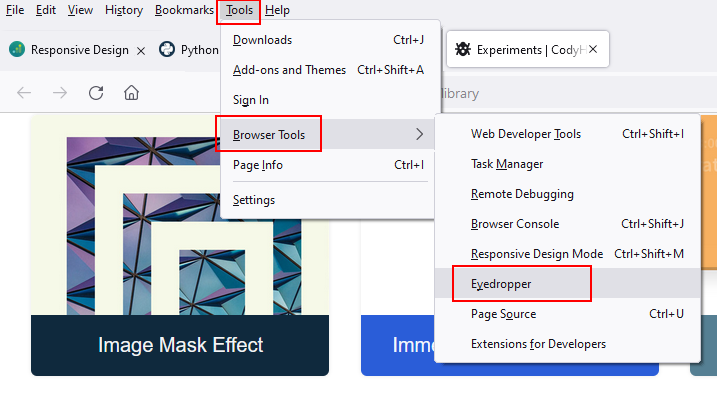 File Edit View History Bookmarks Tools Help
Responsive Design
Python
Experiments | CodyH
library
Downloads Ctrl+J
Add-ons and Themes Ctrl+Shift+A
Sign In
Browser Tools
Page Info Ctrl+I
Settings
Web Developer Tools Ctrl+Shift+I
Task Manager
Remote Debugging
Browser Console Ctrl+Shift+J
Responsive Design Mode Ctrl+Shift+M
Eyedropper
Page Source Ctrl+U
Extensions for Developers
Image Mask Effect
Imme